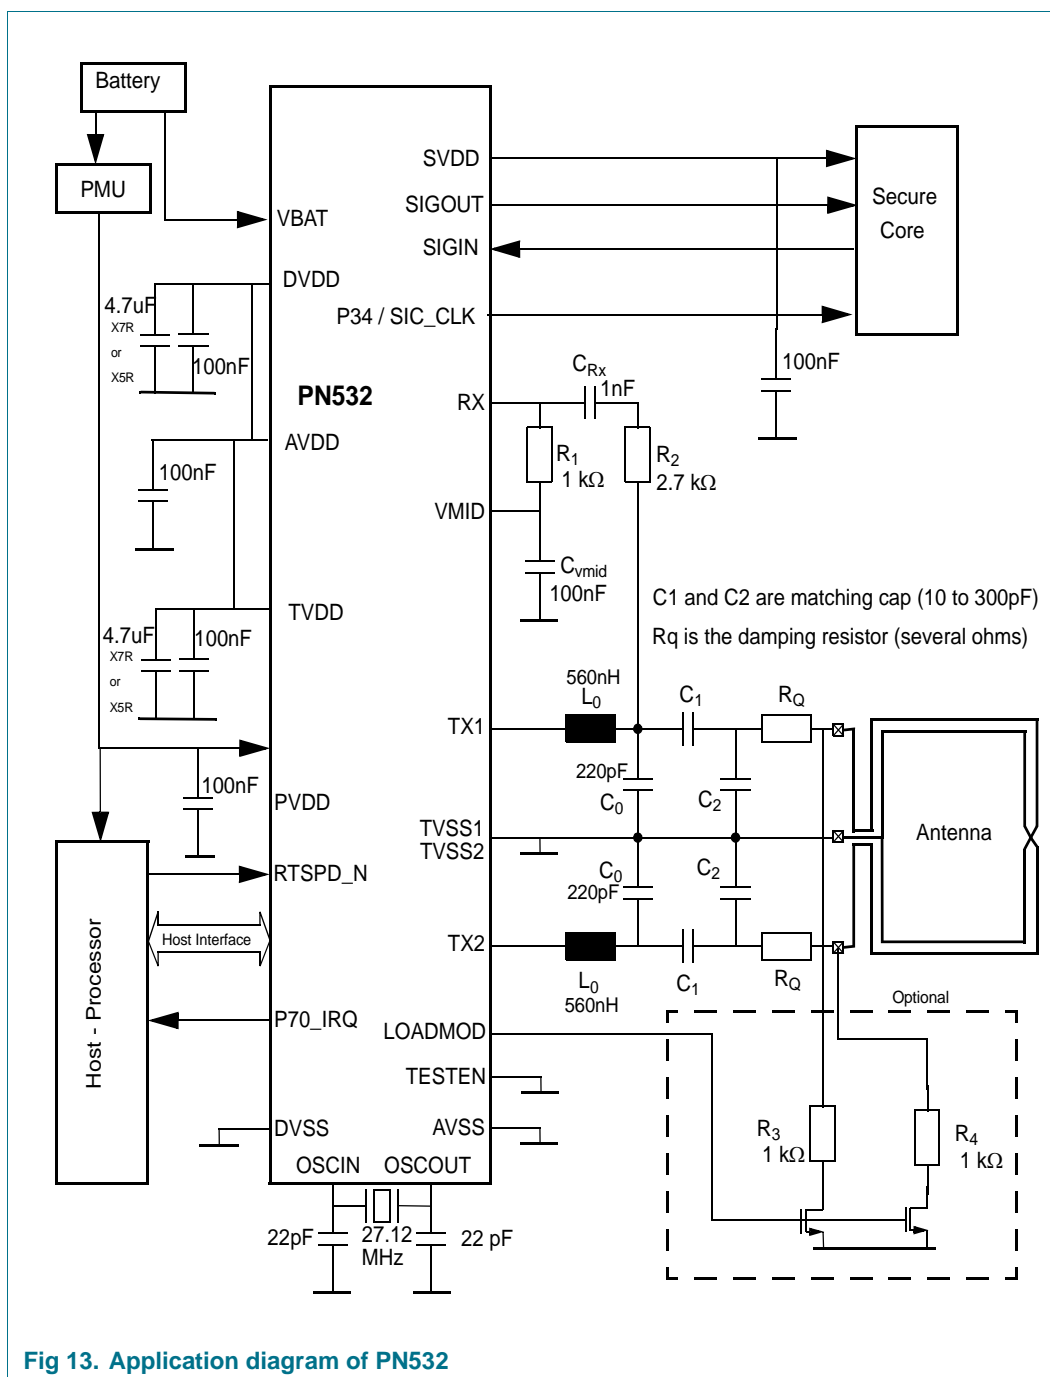 Battery
PMU
VBAT
DVDD
4.7uF
X7R
or
X5R
100nF
PN532
AVDD
100nF
TVDD
4.7uF
X7R
or
X5R
100nF
100nF
PVDD
RTSPD_N
Host Interface
Host - Processor
P70_IRQ
DVSS
OSCIN
OSCOUT
22pF
27.12
MHz
22 pF
SVDD
SIGOUT
SIGIN
P34 / SIC_CLK
Secure
Core
100nF
RX
CRx
1nF
R1
1 kΩ
R2
2.7 kΩ
VMID
Cvmid
100nF
C1 and C2 are matching cap (10 to 300pF)
Rq is the damping resistor (several ohms)
560nH
L0
C1
RQ
TX1
220pF
C0
C2
TVSS1
TVSS2
Antenna
C0
220pF
C2
TX2
L0
560nH
C1
RQ
Optional
LOADMOD
TESTEN
AVSS
R3
1 kΩ
R4
1 kΩ
Fig 13. Application diagram of PN532